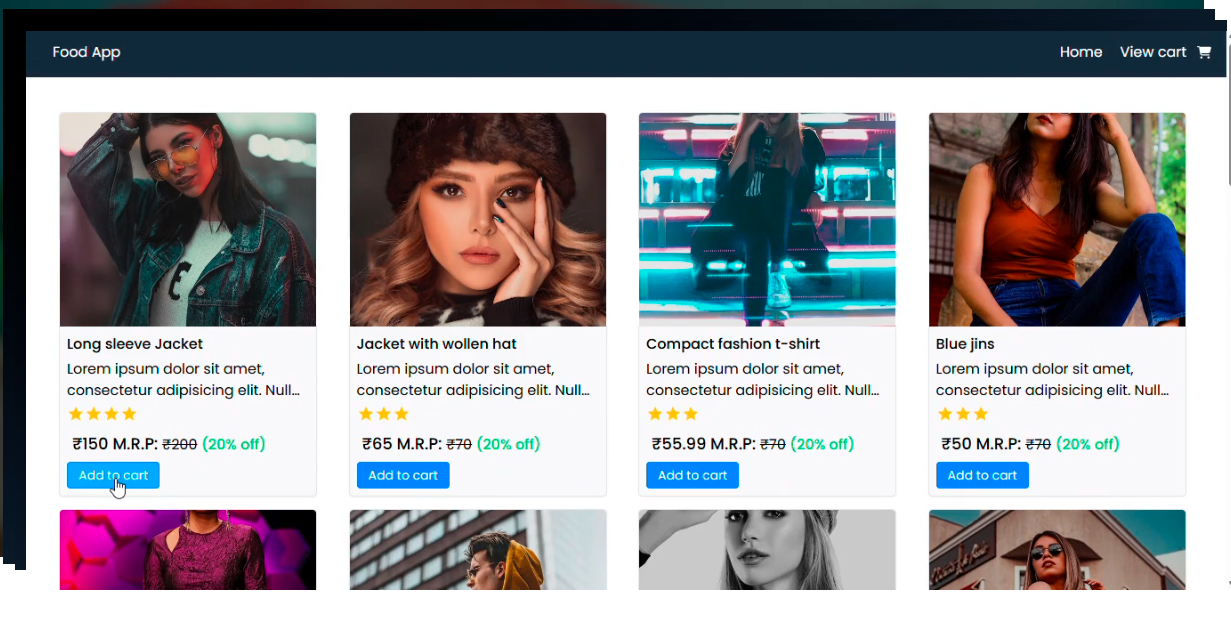 Food App
Home View cart
Long sleeve Jacket
Lorem ipsum dolor sit amet,
consectetur adipisicing elit. Null...
₹150 M.R.P: ₹200 (20% off)
Add to cart
Jacket with wollen hat
Lorem ipsum dolor sit amet,
consectetur adipisicing elit. Null...
₹65 M.R.P: ₹70 (20% off)
Add to cart
Compact fashion t-shirt
Lorem ipsum dolor sit amet,
consectetur adipisicing elit. Null...
₹55.99 M.R.P: ₹70 (20% off)
Add to cart
Blue jins
Lorem ipsum dolor sit amet,
consectetur adipisicing elit. Null...
₹50 M.R.P: ₹70 (20% off)
Add to cart